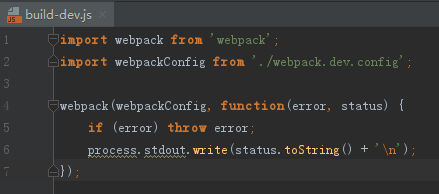 build-dev.js
JS
1 import webpack from 'webpack';
2 import webpackConfig from './webpack.dev.config';
3
4 webpack(webpackConfig, function(error, status) {
5     if (error) throw error;
6     process.stdout.write(status.toString() + '\n');
7 });